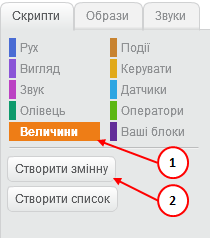 Скрипти Образи Звуки
Рух Події
Вигляд Керувати
Звук Датчики
Олівець Оператори
Величини Ваші блоки
1
Створити змінну
2
Створити список